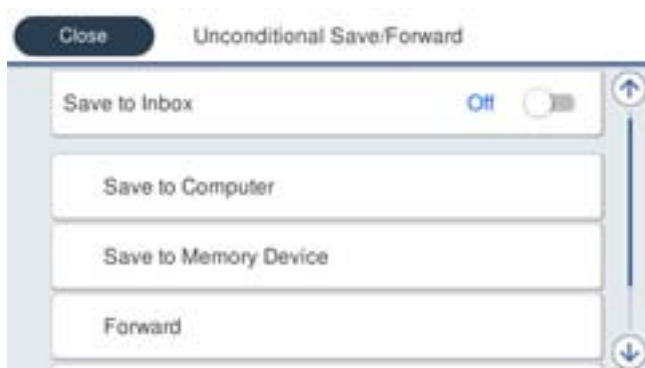 Close
Unconditional Save/Forward
Save to Inbox
Off
Save to Computer
Save to Memory Device
Forward